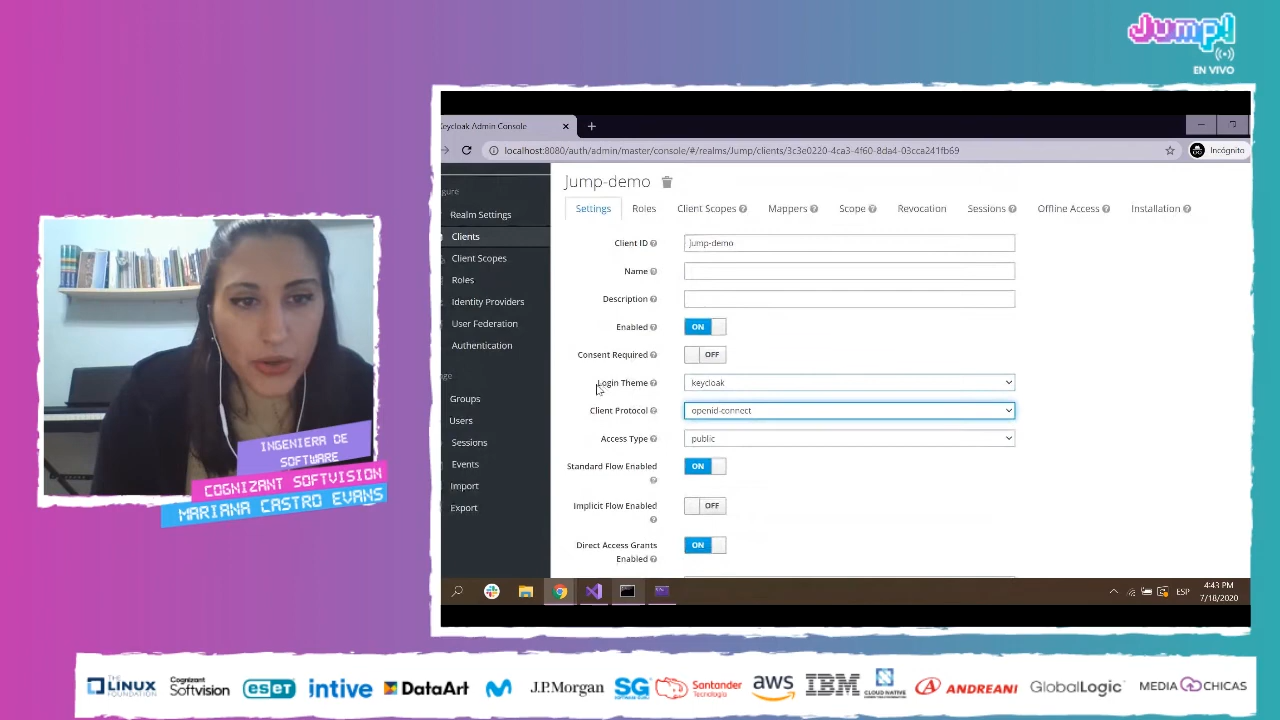 Jump!
EN VIVO
Keycloak Admin Console
localhost:8080/auth/admin/master/console/#/realms/Jump/clients/3c3e0220-4ca3-4f60-8da4-03cca241fb69
Incógnito
gure
Realm Settings
Clients
Client Scopes
Roles
Identity Providers
User Federation
Authentication
ge
Groups
Users
Sessions
Events
Import
Export
Jump-demo
Settings Roles Client Scopes Mappers Scope Revocation Sessions Offline Access Installation
Client ID Jump-demo
Name
Description
Enabled ON
Consent Required OFF
Login Theme keycloak
Client Protocol openid-connect
Access Type public
Standard Flow Enabled ON
Implicit Flow Enabled OFF
Direct Access Grants
Enabled
ON
ESP
4:43 PM
7/18/2020
INGENIERA DE
SOFTWARE
COGNIZANT SOFTVISION
MARIANA CASTRO EVANS
THE LINUX FOUNDATION
Cognizant Softvision
eset
intive
DataArt
J.P.Morgan
SG SOFTWARE GURU
Santander Tecnología
aws
IBM
CLOUD NATIVE
ANDREANI
GLOBALLOGIC
MEDIA CHICAS